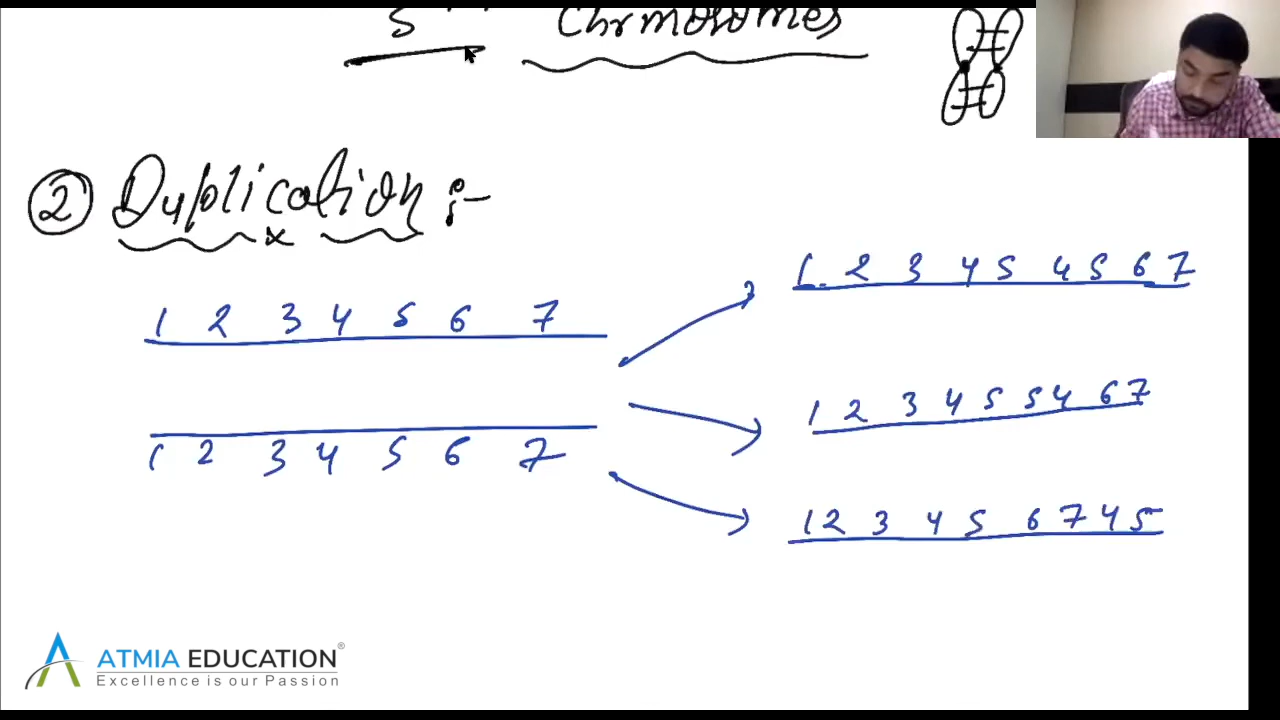 Chrmosomes
② Duplication :-
1 2 3 4 5 4 5 6 7
1 2 3 4 5 6 7
1 2 3 4 5 5 4 6 7
1 2 3 4 5 6 7
1 2 3 4 5 6 7 4 5
ATMIA EDUCATION®
Excellence is our Passion